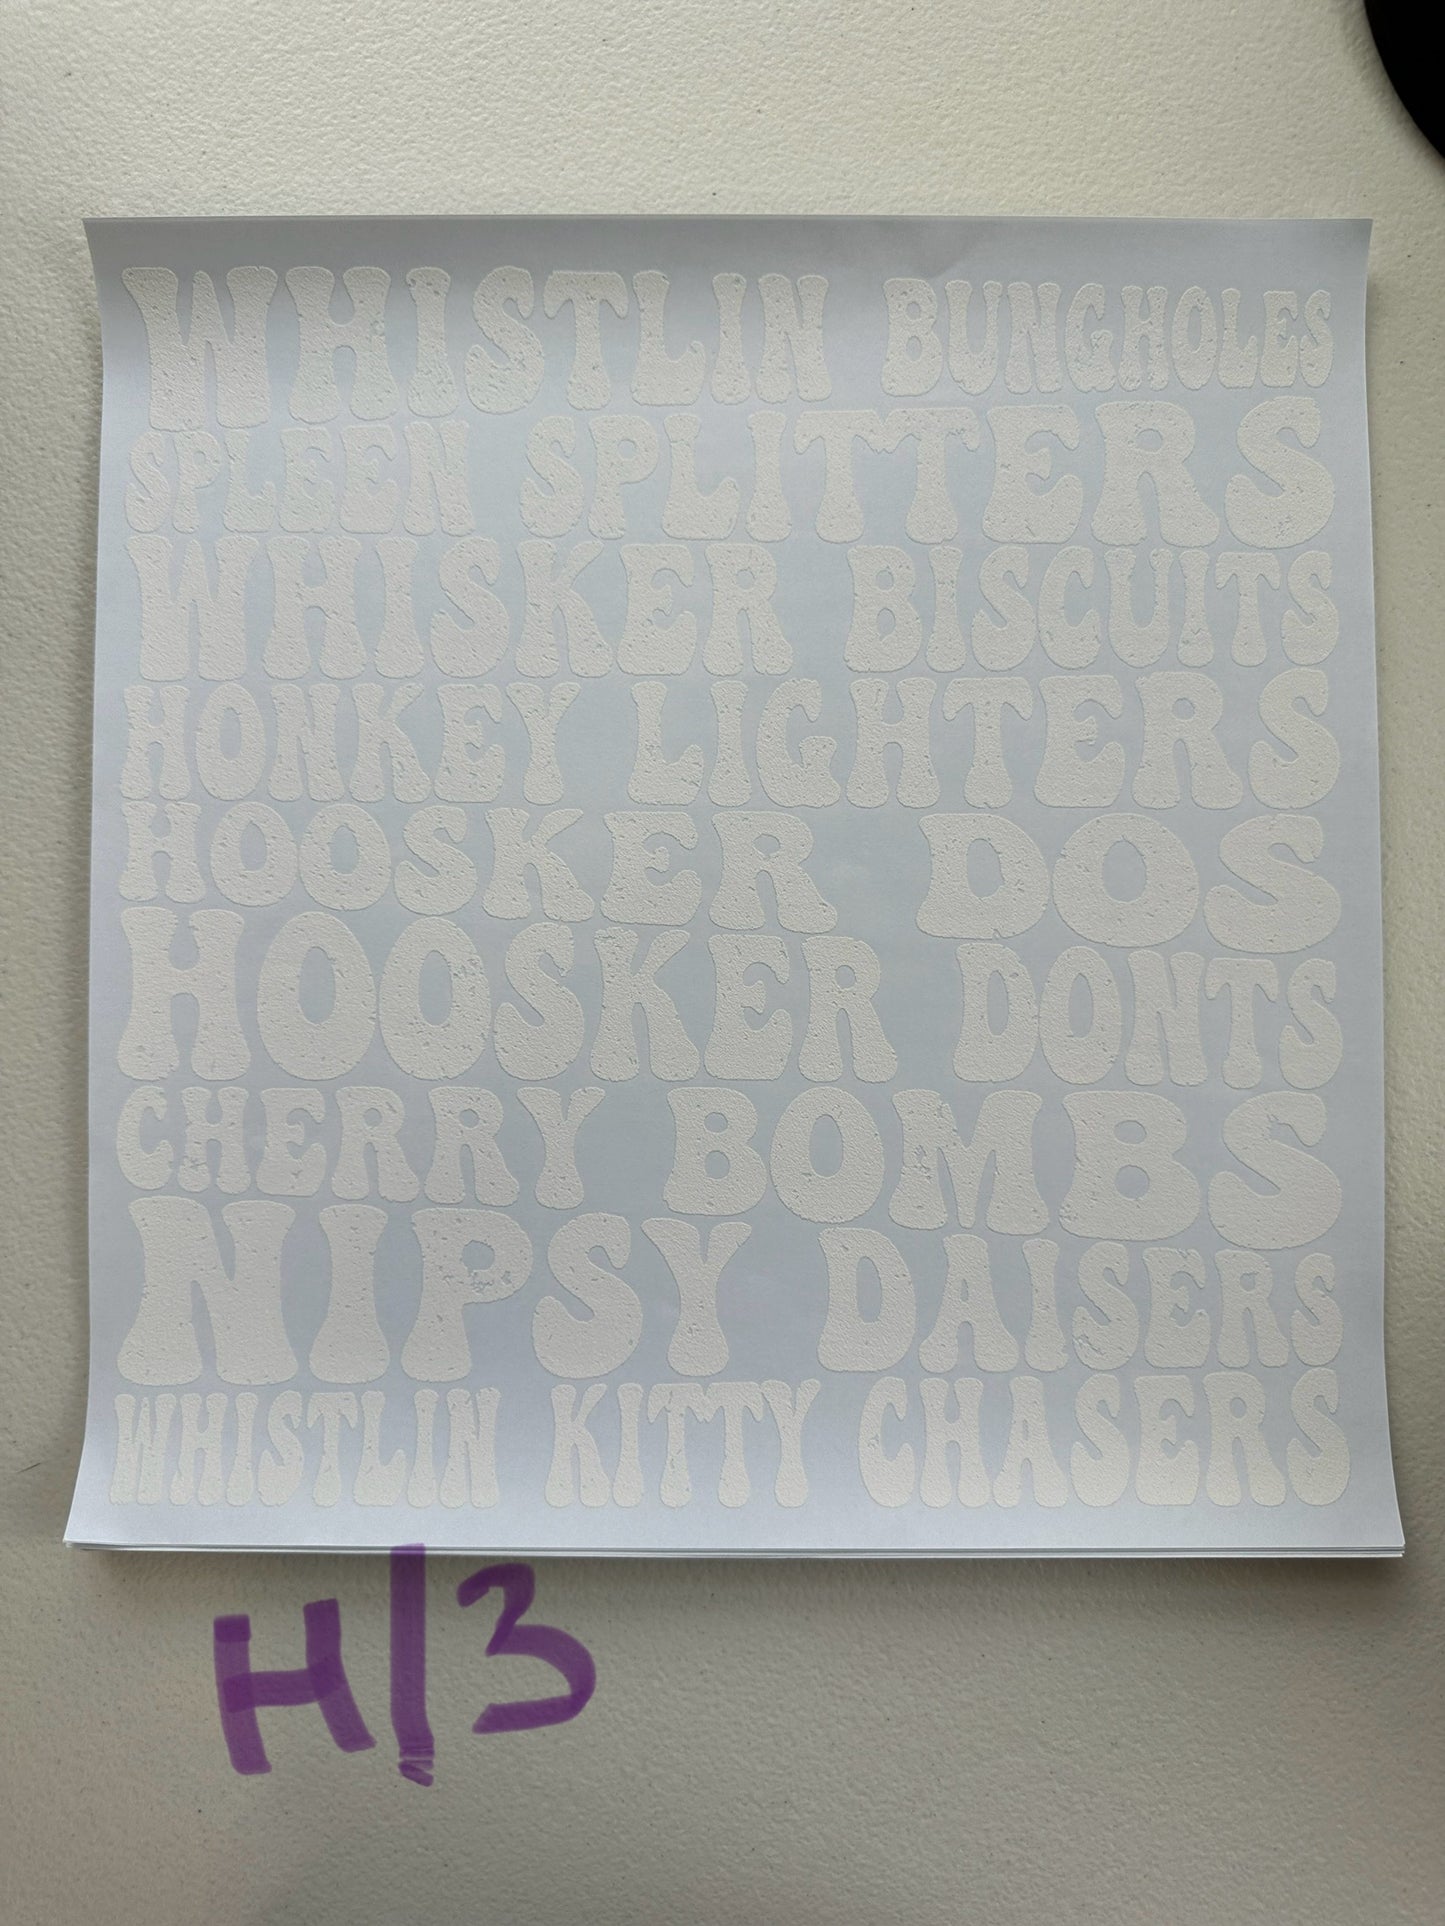 WHISTLIN BUNGHOLES
SPLEEN SPLITTERS
WHISKER BISCUITS
HONKEY LIGHTERS
HOOSKER DOS
HOOSKER DONTS
CHERRY BOMBS
NIPSY DAISERS
WHISTLIN KITTY CHASERS
H/3